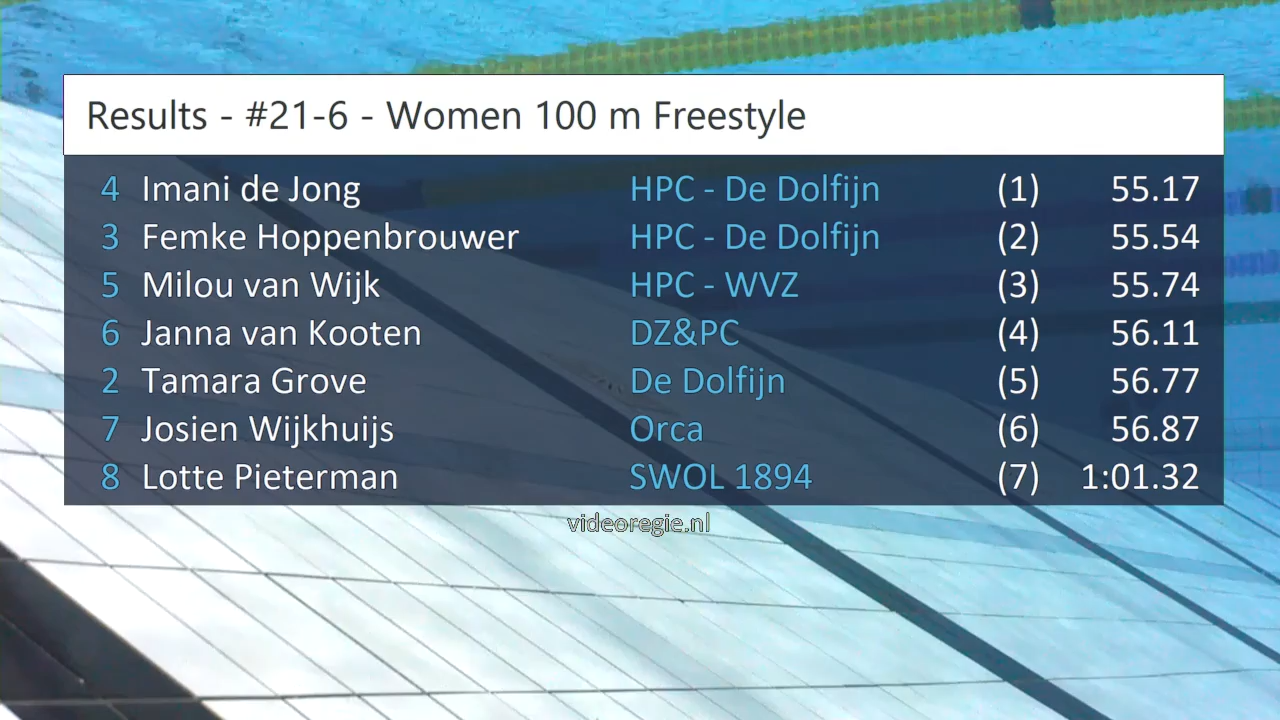 Results - #21-6 - Women 100 m Freestyle
4 Imani de Jong HPC - De Dolfijn (1) 55.17
3 Femke Hoppenbrouwer HPC - De Dolfijn (2) 55.54
5 Milou van Wijk HPC - WVZ (3) 55.74
6 Janna van Kooten DZ&PC (4) 56.11
2 Tamara Grove De Dolfijn (5) 56.77
7 Josien Wijkhuijs Orca (6) 56.87
8 Lotte Pieterman SWOL 1894 (7) 1:01.32
videoregie.nl